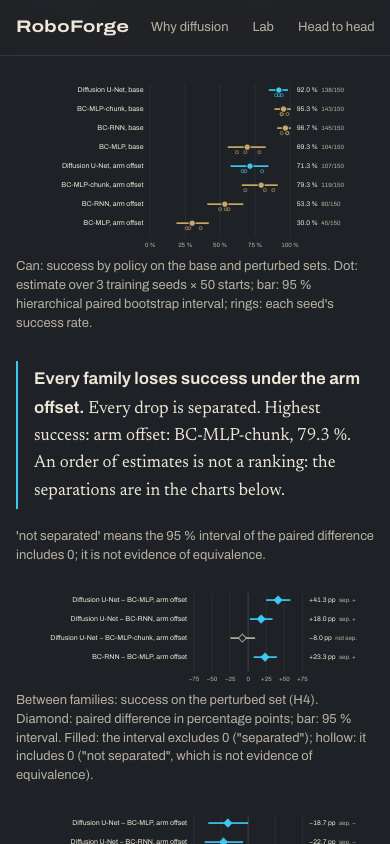 RoboForge Why diffusion Lab Head to head
Diffusion U-Net, base 92.0 % 138/150
BC-MLP-chunk, base 95.3 % 143/150
BC-RNN, base 96.7 % 145/150
BC-MLP, base 69.3 % 104/150
Diffusion U-Net, arm offset 71.3 % 107/150
BC-MLP-chunk, arm offset 79.3 % 119/150
BC-RNN, arm offset 53.3 % 80/150
BC-MLP, arm offset 30.0 % 45/150
0 % 25 % 50 % 75 % 100 %
Can: success by policy on the base and perturbed sets. Dot:
estimate over 3 training seeds × 50 starts; bar: 95 %
hierarchical paired bootstrap interval; rings: each seed's
success rate.
Every family loses success under the arm
offset. Every drop is separated. Highest
success: arm offset: BC-MLP-chunk, 79.3 %.
An order of estimates is not a ranking: the
separations are in the charts below.
'not separated' means the 95 % interval of the paired difference
includes 0; it is not evidence of equivalence.
Diffusion U-Net – BC-MLP, arm offset +41.3 pp sep. +
Diffusion U-Net – BC-RNN, arm offset +18.0 pp sep. +
Diffusion U-Net – BC-MLP-chunk, arm offset −8.0 pp not sep.
BC-RNN – BC-MLP, arm offset +23.3 pp sep. +
−75 −50 −25 0 +25 +50 +75
Between families: success on the perturbed set (H4).
Diamond: paired difference in percentage points; bar: 95 %
interval. Filled: the interval excludes 0 ("separated"); hollow: it
includes 0 ("not separated", which is not evidence of
equivalence).
Diffusion U-Net – BC-MLP, arm offset −18.7 pp sep. −
Diffusion U-Net – BC-RNN, arm offset −22.7 pp sep. −